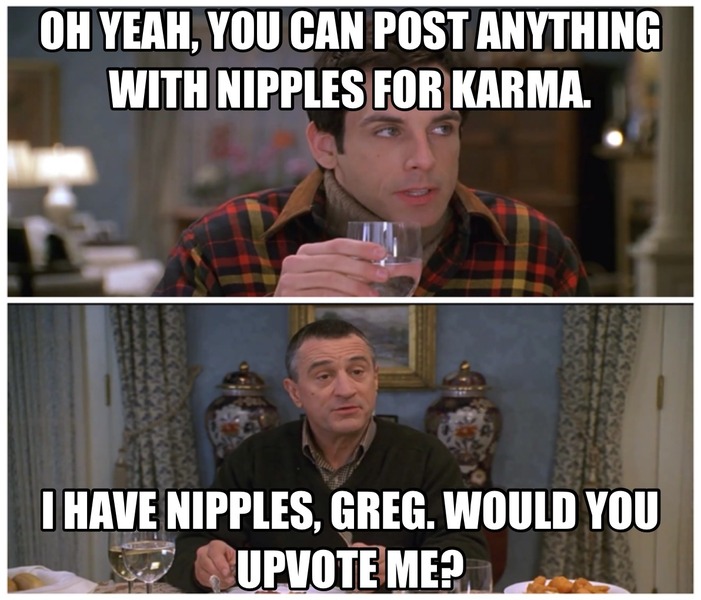 OH YEAH, YOU CAN POST ANYTHING
WITH NIPPLES FOR KARMA.
I HAVE NIPPLES, GREG. WOULD YOU
UPVOTE ME?